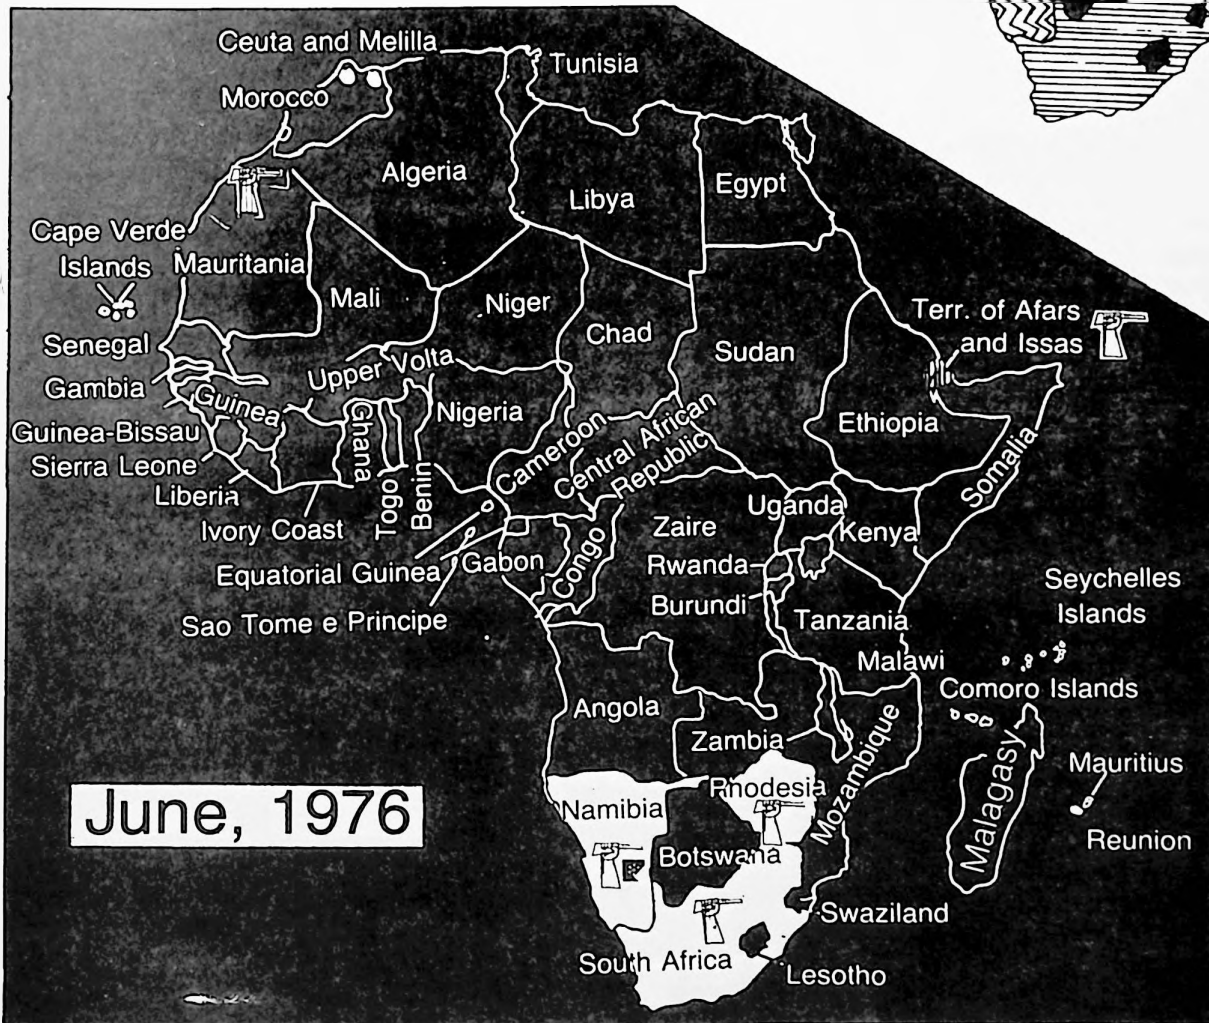 Ceuta and Melilla
Tunisia
Morocco
Algeria
Libya
Egypt
Cape Verde
Islands
Mauritania
Mali
Niger
Chad
Sudan
Terr. of Afars
and Issas
Senegal
Gambia
Upper Volta
Guinea
Guinea-Bissau
Sierra Leone
Liberia
Ivory Coast
Ghana
Togo
Benin
Nigeria
Cameroon
Central African
Republic
Ethiopia
Somalia
Uganda
Kenya
Zaire
Rwanda
Burundi
Equatorial Guinea
Gabon
Congo
Sao Tome e Principe
Tanzania
Seychelles
Islands
Malawi
Comoro Islands
Angola
Zambia
Mozambique
Malagasy
Mauritius
Reunion
June, 1976
Namibia
Rhodesia
Botswana
Swaziland
South Africa
Lesotho